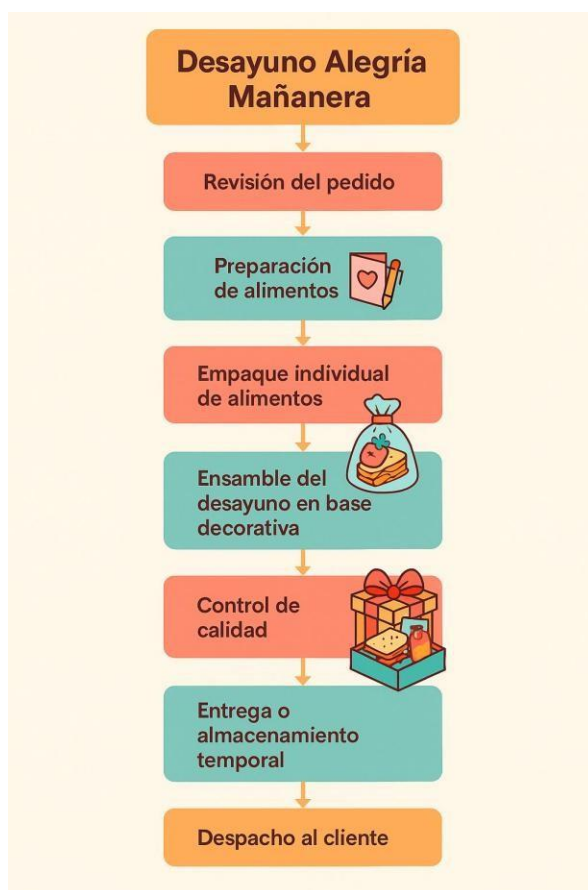 Desayuno Alegría
Mañanera
Revisión del pedido
Preparación
de alimentos
Empaque individual
de alimentos
Ensamble del
desayuno en base
decorativa
Control de
calidad
Entrega o
almacenamiento
temporal
Despacho al cliente